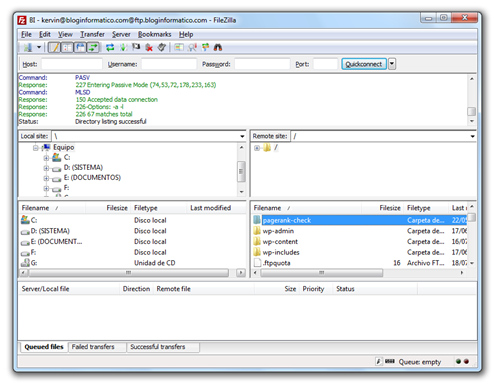 BI - kervin@bloginformatico.com@ftp.bloginformatico.com - FileZilla
File Edit View Transfer Server Bookmarks Help
Host: Username: Password: Port: Quickconnect
Command: PASV
Response: 227 Entering Passive Mode (74,53,72,178,233,163)
Command: MLSD
Response: 150 Accepted data connection
Response: 226-Options: -a -l
Response: 226 67 matches total
Status: Directory listing successful
Local site: \
Equipo
C:
D: (SISTEMA)
E: (DOCUMENTOS)
F:
Remote site: /
/
Filename / Filesize Filetype Last modified
C: Disco local
D: (SISTEMA) Disco local
E: (DOCUMENT... Disco local
F: Disco local
G: Unidad de CD
Filename / Filesize Filetype Last m
pagerank-check Carpeta de... 22/05
wp-admin Carpeta de... 17/06
wp-content Carpeta de... 16/07
wp-includes Carpeta de... 17/06
.ftpquota 16 Archivo FT... 18/07
Server/Local file Direction Remote file Size Priority Status
Queued files Failed transfers Successful transfers
Queue: empty